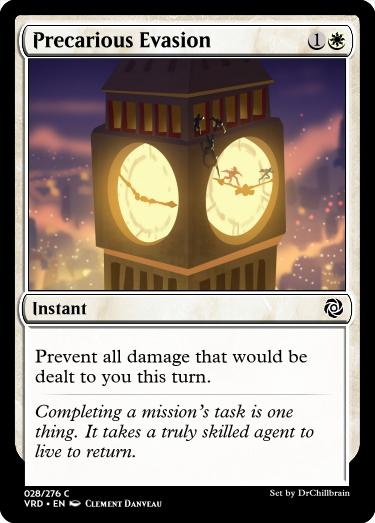 Precarious Evasion 1
Instant
Prevent all damage that would be
dealt to you this turn.
Completing a mission's task is one
thing. It takes a truly skilled agent to
live to return.
028/276 C
VRD • EN Clement Danveau
Set by DrChillbrain